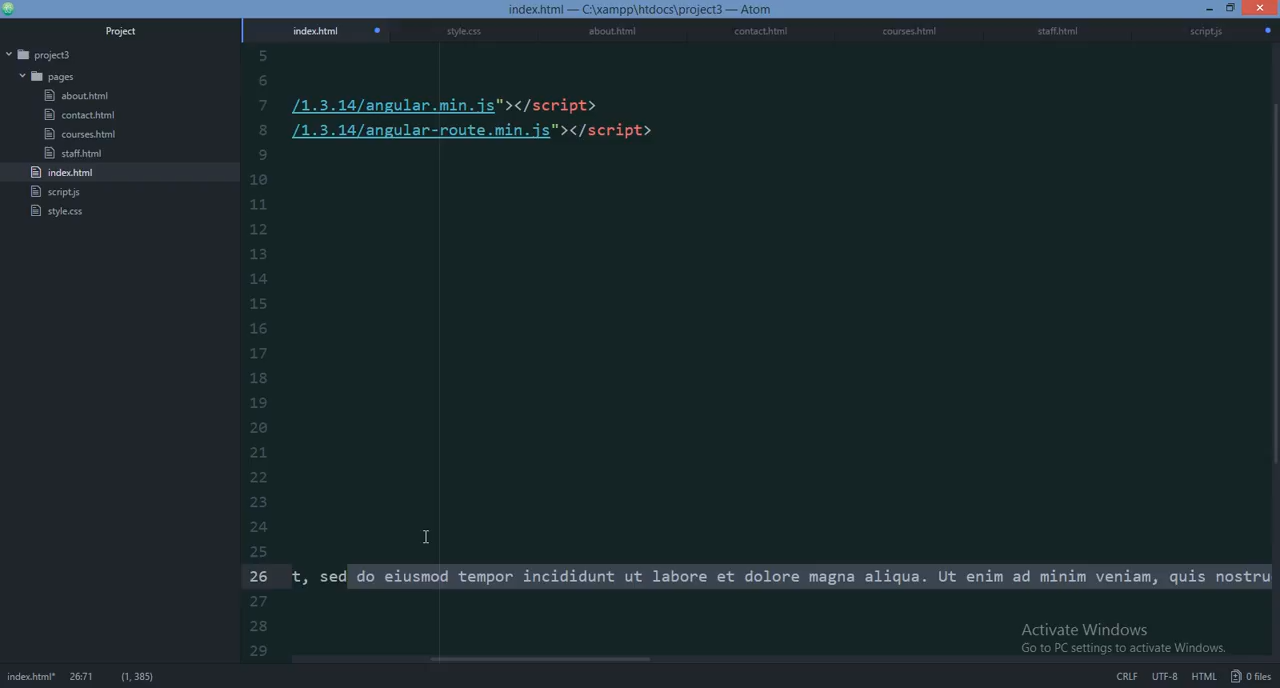 index.html — C:\xampp\htdocs\project3 — Atom
Project
index.html
style.css
about.html
contact.html
courses.html
staff.html
script.js
project3
pages
about.html
contact.html
courses.html
staff.html
index.html
script.js
style.css
5
6
7 /1.3.14/angular.min.js"></script>
8 /1.3.14/angular-route.min.js"></script>
9
10
11
12
13
14
15
16
17
18
19
20
21
22
23
24
25
26 t, sed do eiusmod tempor incididunt ut labore et dolore magna aliqua. Ut enim ad minim veniam, quis nostru
27
28
29
Activate Windows
Go to PC settings to activate Windows.
index.html* 26:71 (1, 385) CRLF UTF-8 HTML 0 files